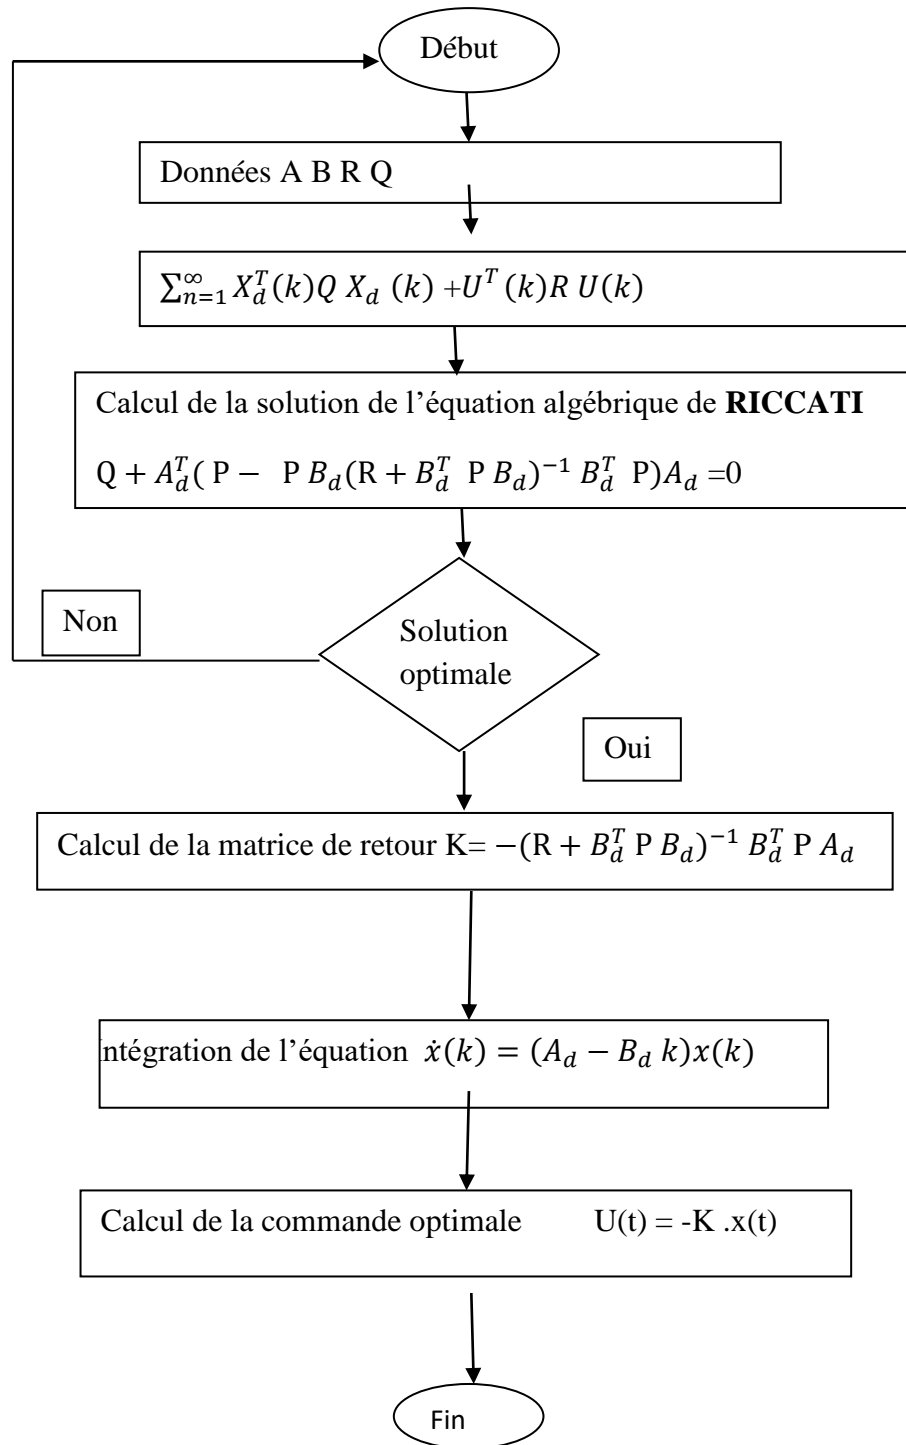 Début
Données A B R Q
∑_{n=1}^{∞} X_d^T(k)Q X_d (k) +U^T(k)R U(k)
Calcul de la solution de l’équation algébrique de RICCATI
Q + A_d^T( P − P B_d(R + B_d^T P B_d)^{−1} B_d^T P)A_d =0
Non
Solution
optimale
Oui
Calcul de la matrice de retour K= −(R + B_d^T P B_d)^{−1} B_d^T P A_d
ntégration de l’équation ẋ(k) = (A_d − B_d k)x(k)
Calcul de la commande optimale U(t) = -K .x(t)
Fin